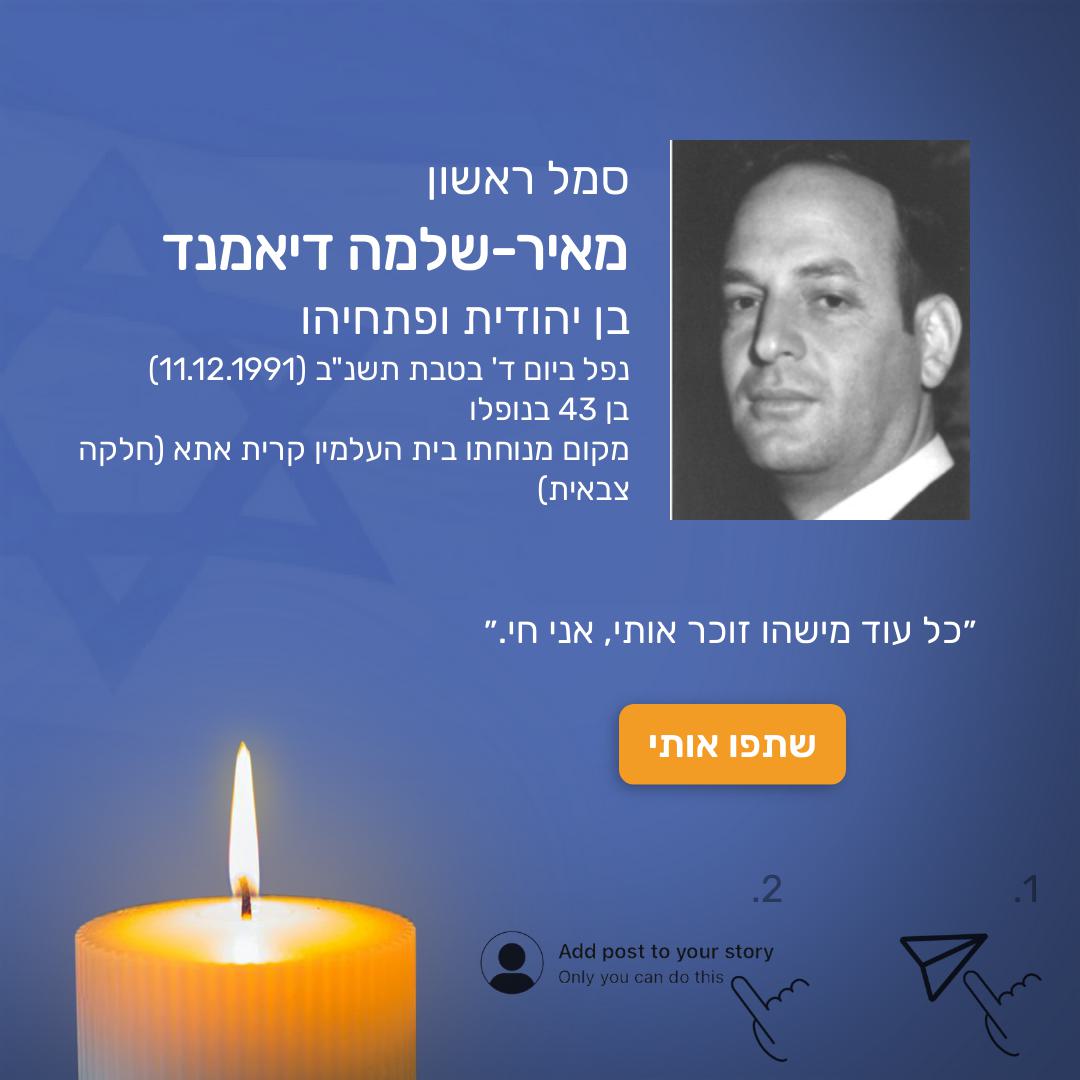 סמל ראשון
מאיר-שלמה דיאמנד
בן יהודית ופתחיהו
נפל ביום ד' בטבת תשנ"ב (11.12.1991)
בן 43 בנופלו
מקום מנוחתו בית העלמין קרית אתא (חלקה
צבאית)
״כל עוד מישהו זוכר אותי, אני חי.״
שתפו אותי
.1
.2
Add post to your story
Only you can do this